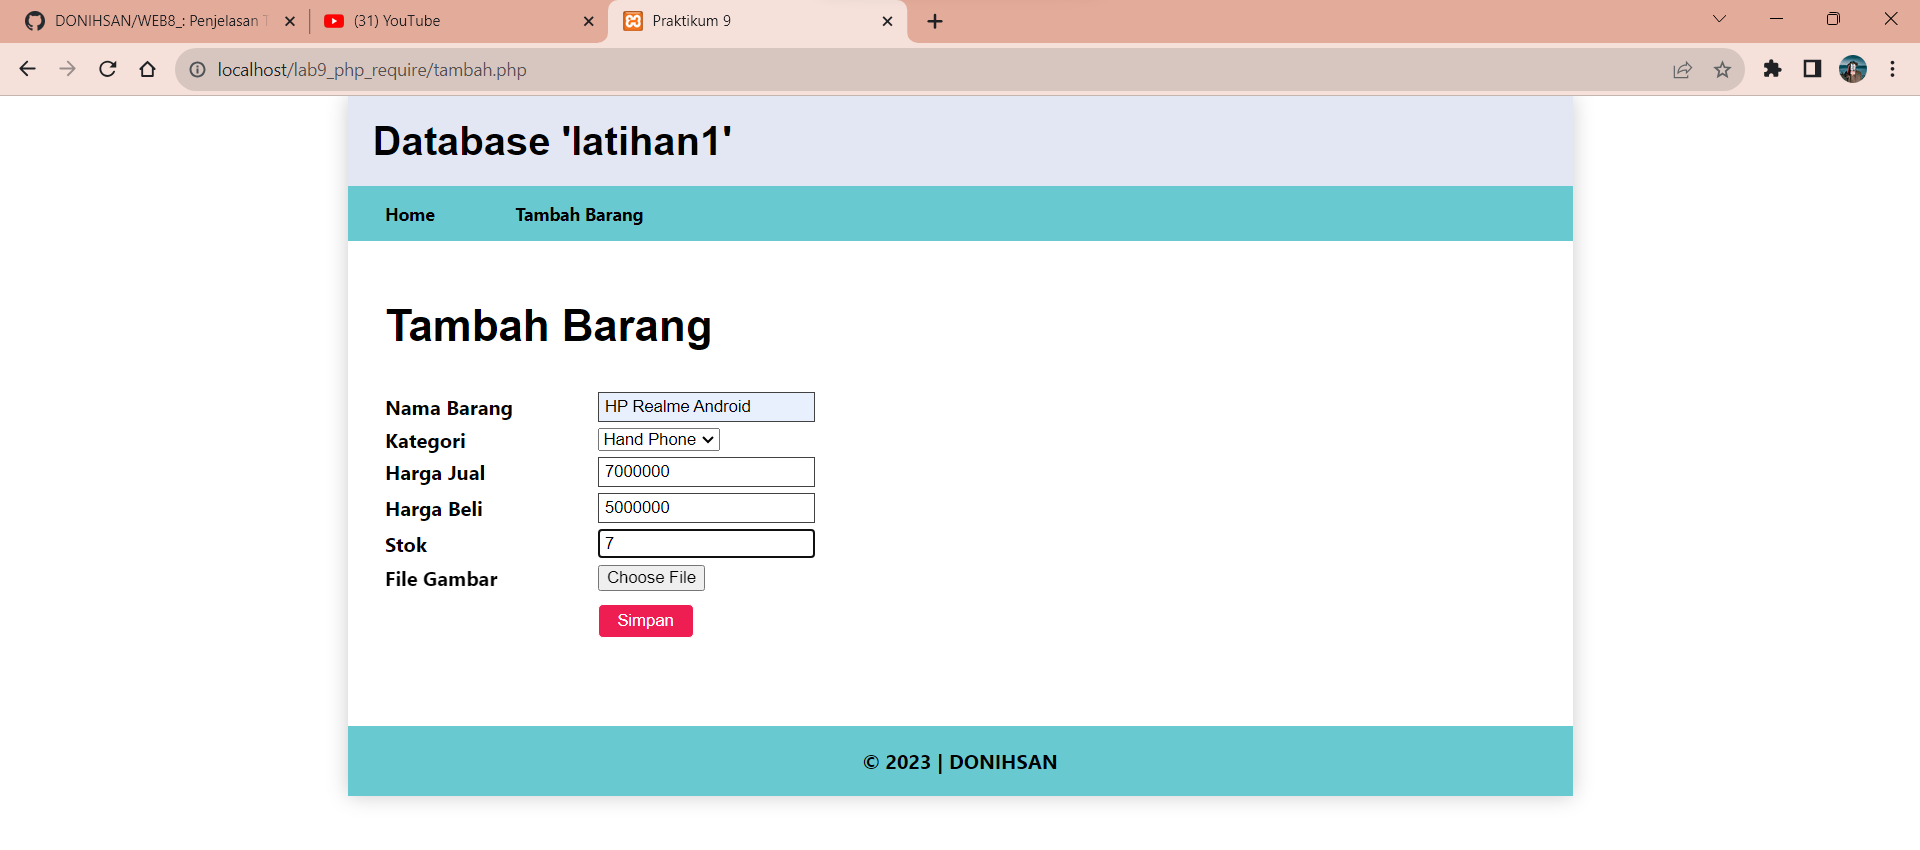 DONIHSAN/WEB8_: Penjelasan
(31) YouTube
Praktikum 9
localhost/lab9_php_require/tambah.php
Database 'latihan1'
Home
Tambah Barang
Tambah Barang
Nama Barang
HP Realme Android
Kategori
Hand Phone
Harga Jual
7000000
Harga Beli
5000000
Stok
7
File Gambar
Choose File
Simpan
© 2023 | DONIHSAN